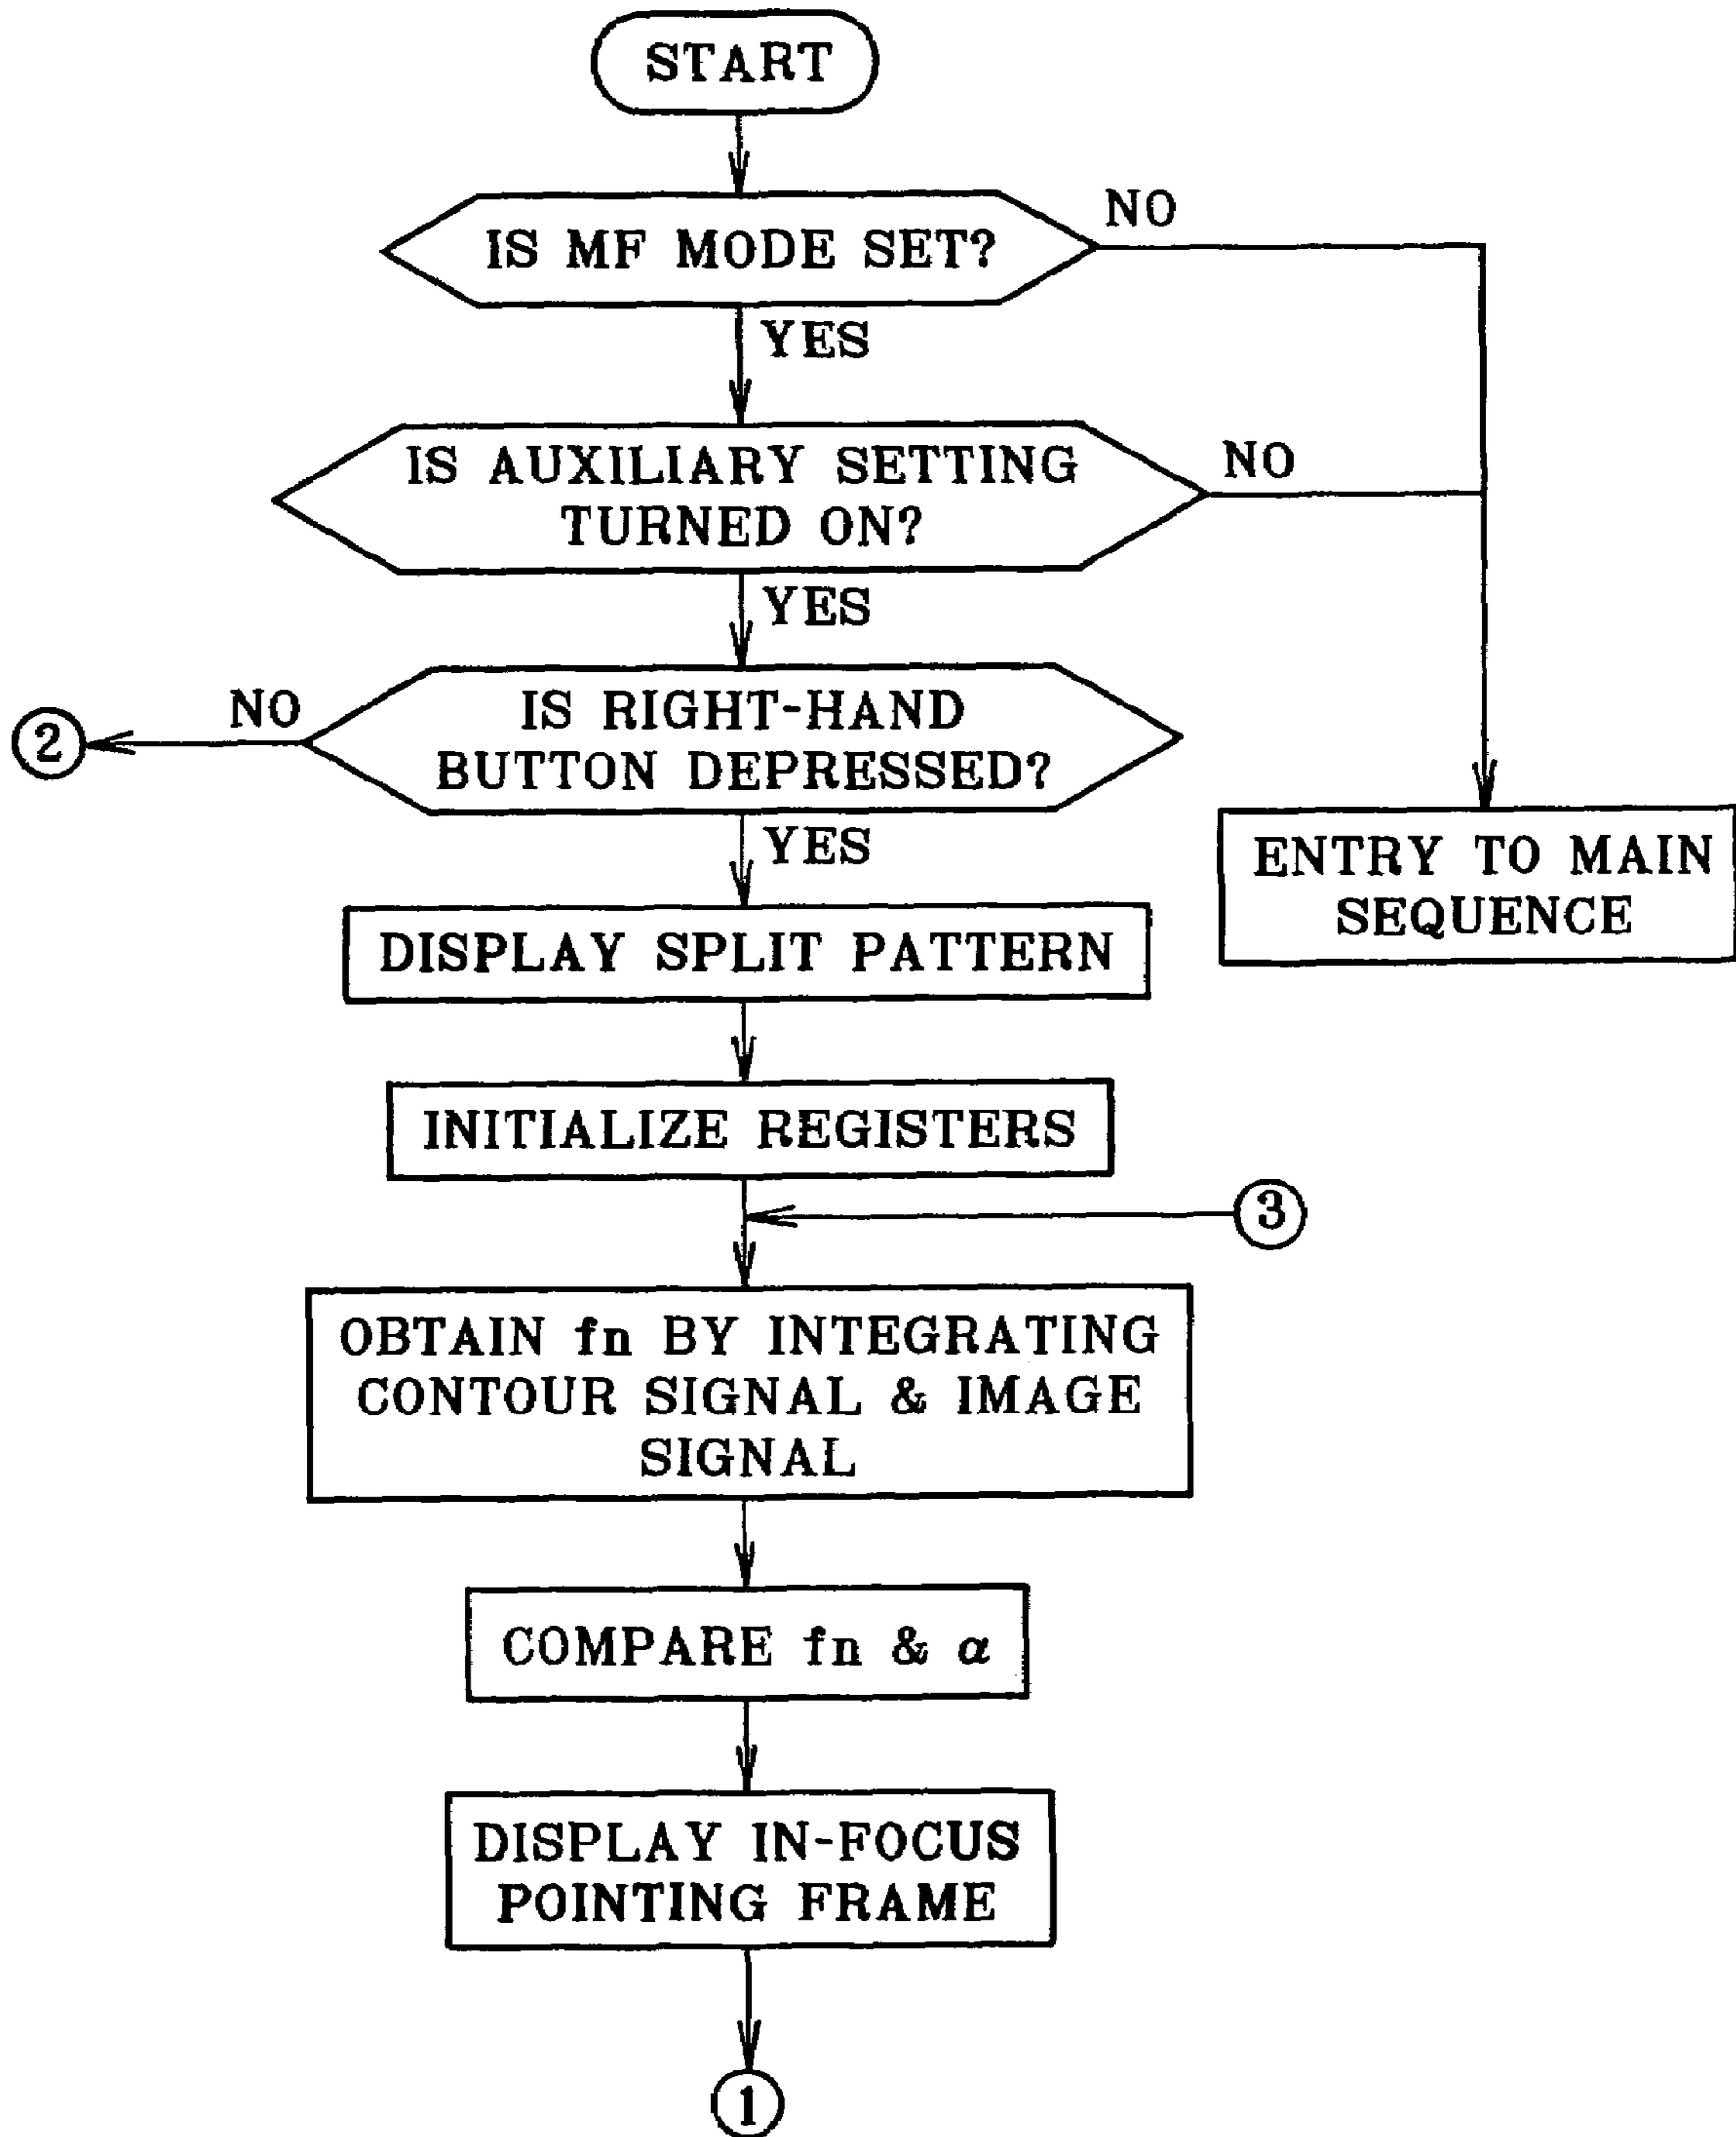 START
IS MF MODE SET?
NO
YES
IS AUXILIARY SETTING
TURNED ON?
NO
YES
IS RIGHT-HAND
BUTTON DEPRESSED?
NO
2
YES
ENTRY TO MAIN
SEQUENCE
DISPLAY SPLIT PATTERN
INITIALIZE REGISTERS
3
OBTAIN fn BY INTEGRATING
CONTOUR SIGNAL & IMAGE
SIGNAL
COMPARE fn & α
DISPLAY IN-FOCUS
POINTING FRAME
1